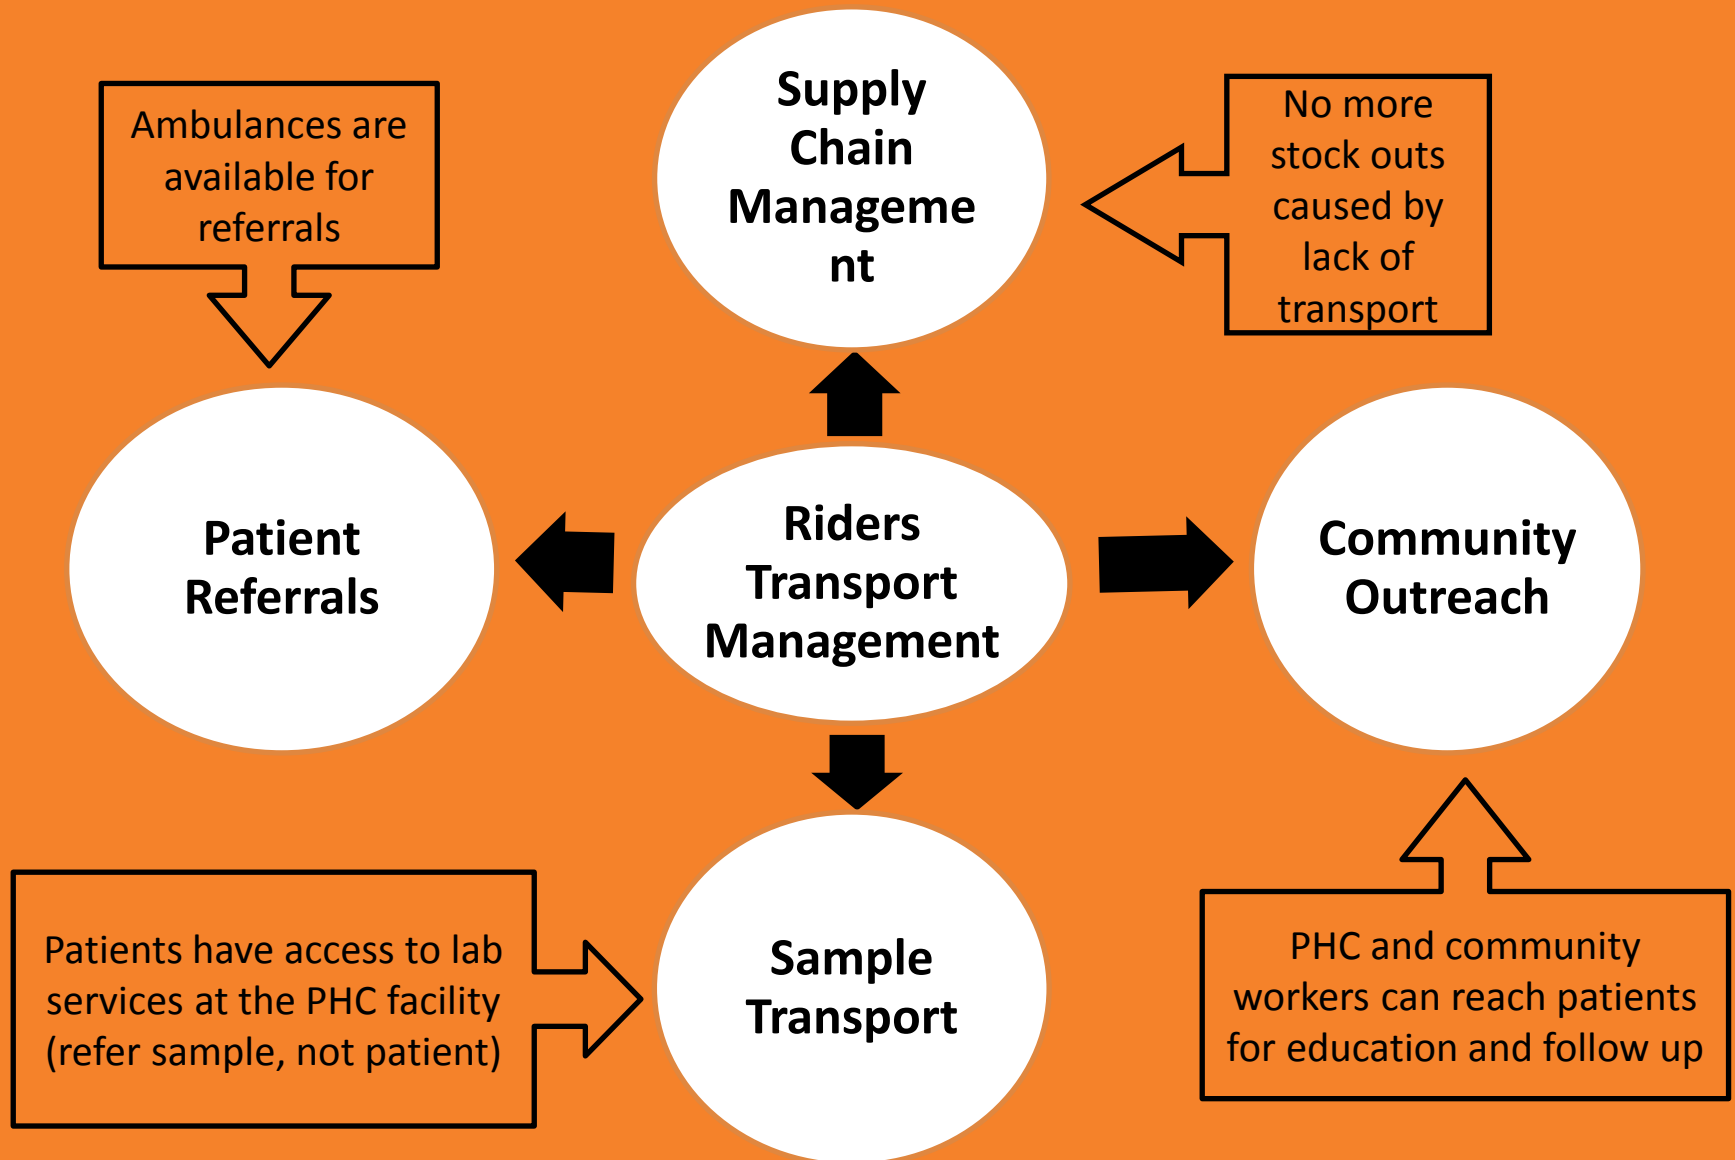 Supply
Chain
Manageme
nt
Ambulances are
available for
referrals
No more
stock outs
caused by
lack of
transport
Patient
Referrals
Riders
Transport
Management
Community
Outreach
Patients have access to lab
services at the PHC facility
(refer sample, not patient)
Sample
Transport
PHC and community
workers can reach patients
for education and follow up